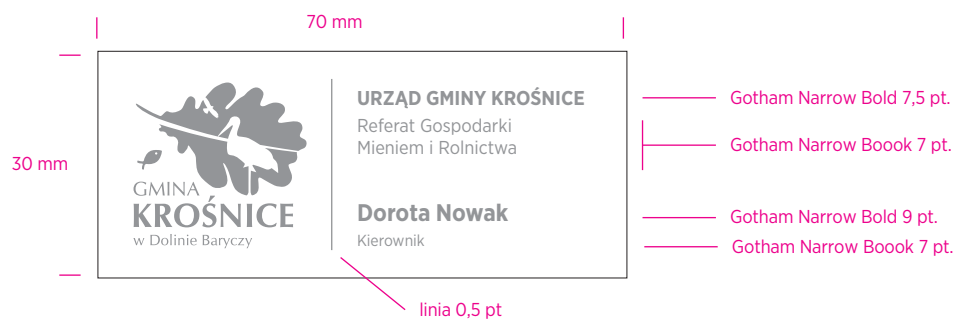 70 mm
30 mm
GMINA
KROŚNICE
w Dolinie Baryczy
URZĄD GMINY KROŚNICE
Referat Gospodarki
Mieniem i Rolnictwa
Dorota Nowak
Kierownik
Gotham Narrow Bold 7,5 pt.
Gotham Narrow Boook 7 pt.
Gotham Narrow Bold 9 pt.
Gotham Narrow Boook 7 pt.
linia 0,5 pt